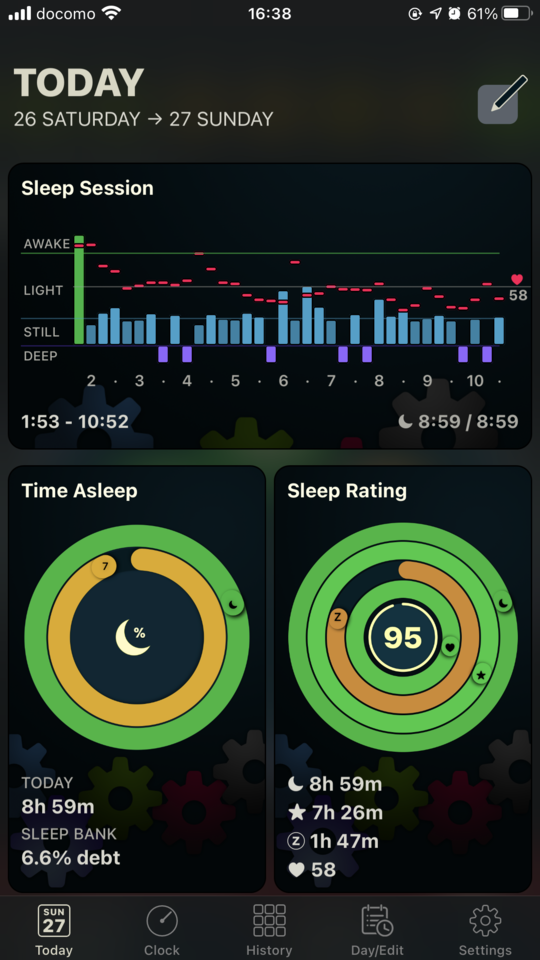 docomo 16:38 61%
TODAY
26 SATURDAY → 27 SUNDAY
Sleep Session
AWAKE
LIGHT
58
STILL
DEEP
2 · 3 · 4 · 5 · 6 · 7 · 8 · 9 · 10 ·
1:53 - 10:52 8:59 / 8:59
Time Asleep
7
%
TODAY
8h 59m
SLEEP BANK
6.6% debt
Sleep Rating
Z
95
8h 59m
7h 26m
Z 1h 47m
58
SUN
27
Today Clock History Day/Edit Settings